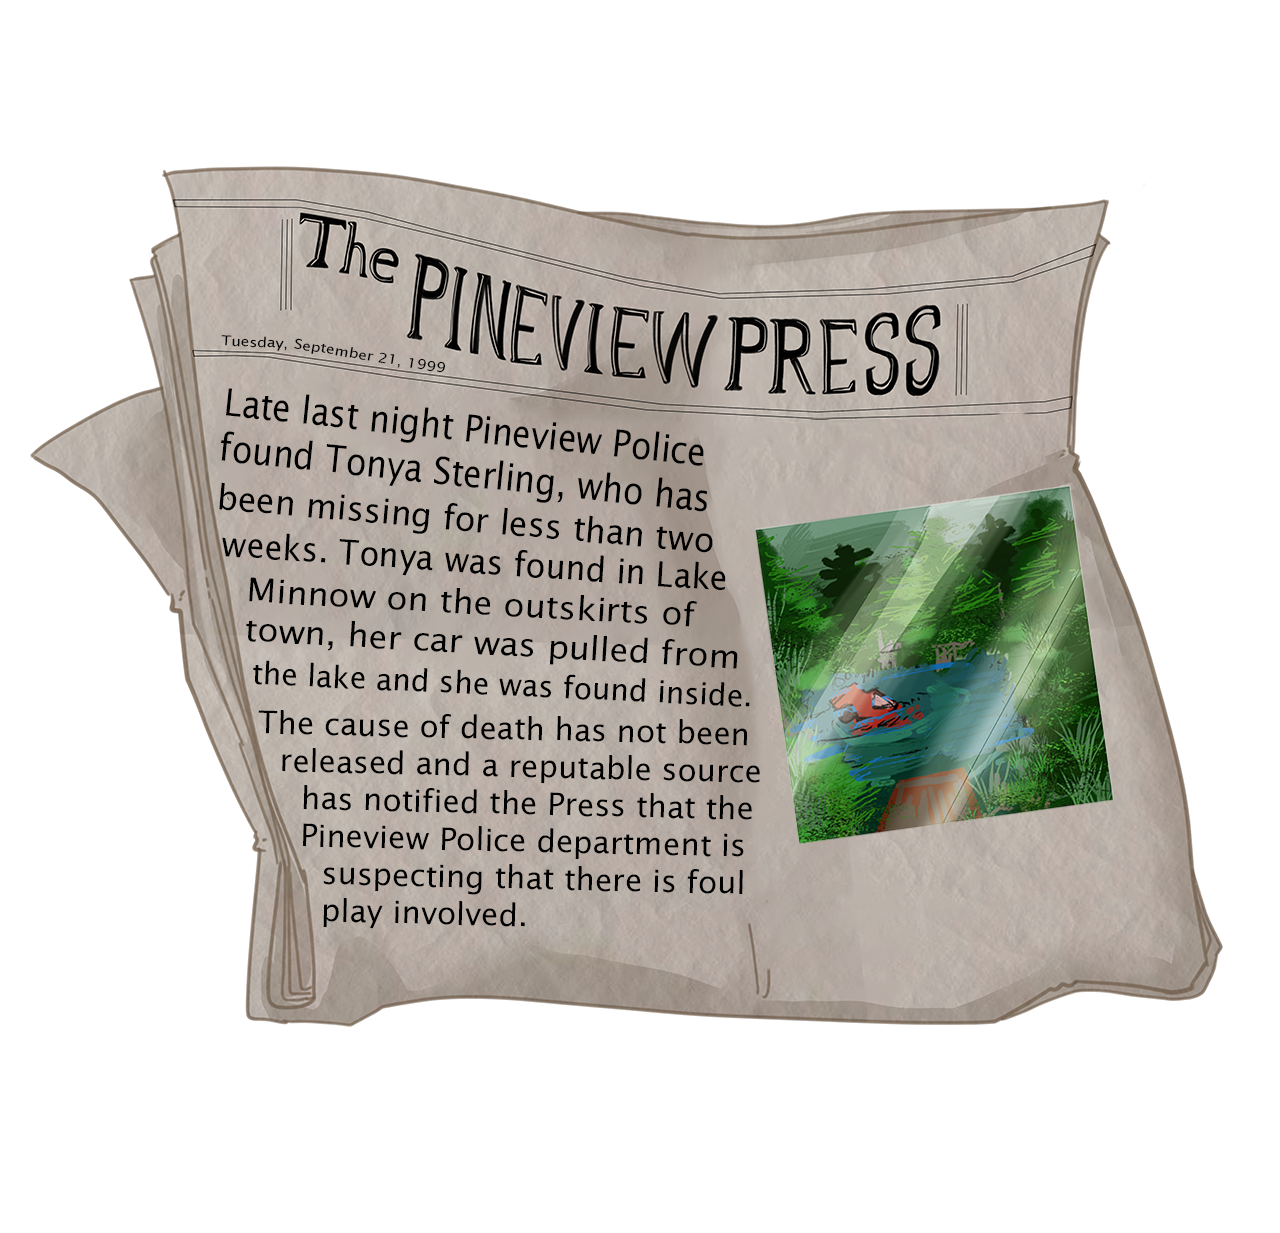 The PINEVIEW PRESS
Tuesday, September 21, 1999
Late last night Pineview Police
found Tonya Sterling, who has
been missing for less than two
weeks. Tonya was found in Lake
Minnow on the outskirts of
town, her car was pulled from
the lake and she was found inside.
The cause of death has not been
released and a reputable source
has notified the Press that the
Pineview Police department is
suspecting that there is foul
play involved.